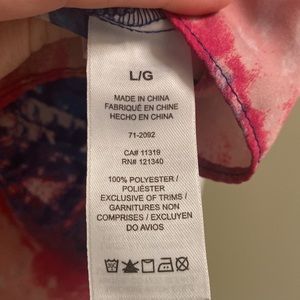 L/G
MADE IN CHINA
FABRIQUÉ EN CHINE
HECHO EN CHINA
71-2092
CA# 11319
RN# 121340
100% POLYESTER /
POLIÉSTER
EXCLUSIVE OF TRIMS /
GARNITURES NON
COMPRISES / EXCLUYEN
DO AVIOS